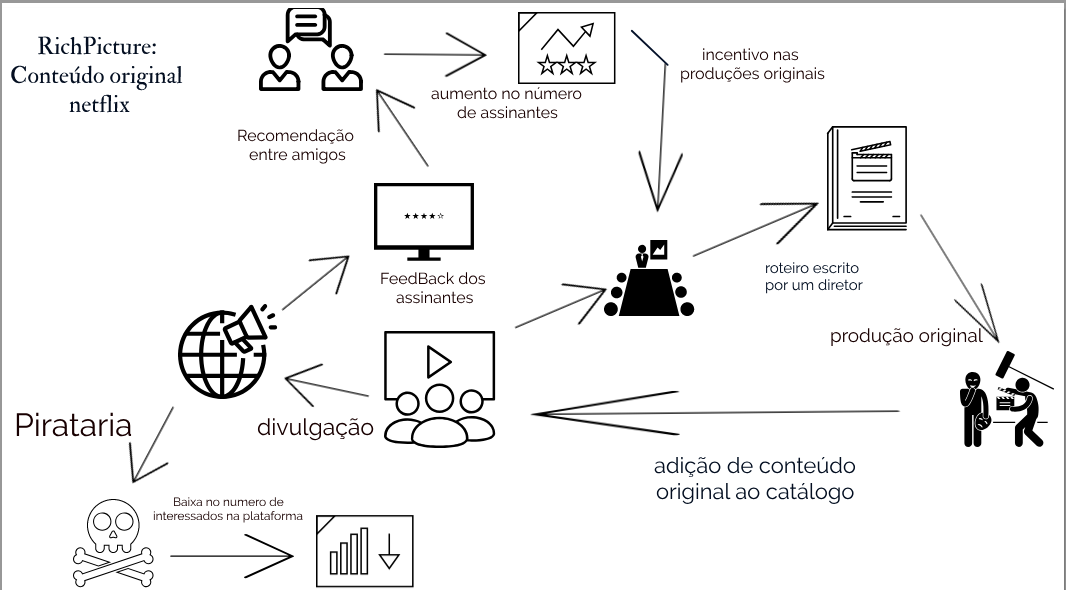 RichPicture:
Conteúdo original
netflix
aumento no número
de assinantes
incentivo nas
produções originais
Recomendação
entre amigos
FeedBack dos
assinantes
roteiro escrito
por um diretor
produção original
Pirataria
divulgação
adição de conteúdo
original ao catálogo
Baixa no numero de
interessados na plataforma